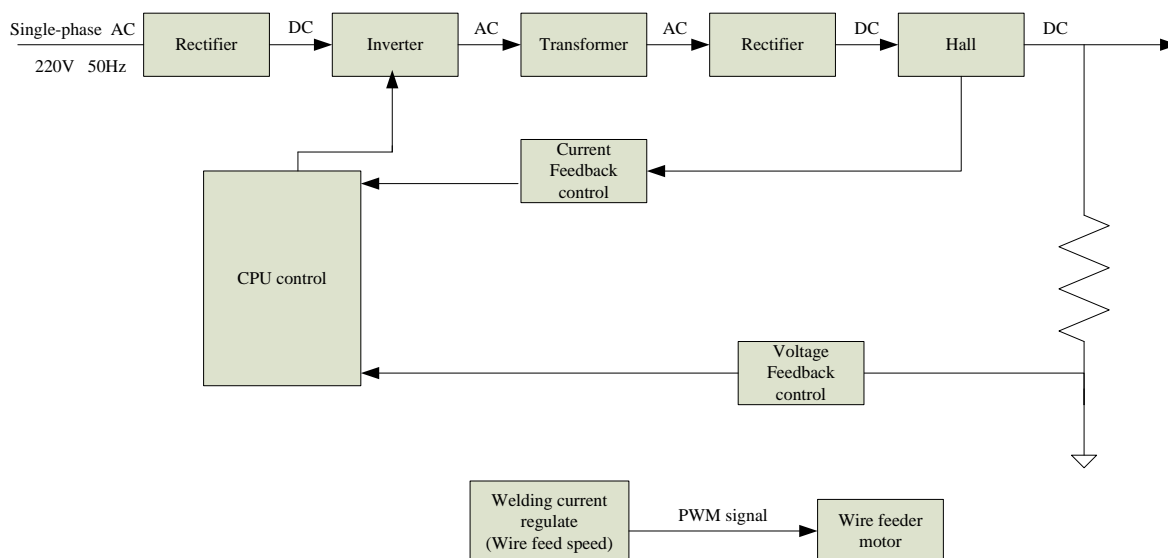 Single-phase AC
220V 50Hz
Rectifier
DC
Inverter
AC
Transformer
AC
Rectifier
DC
Hall
DC
Current
Feedback
control
CPU control
Voltage
Feedback
control
Welding current
regulate
(Wire feed speed)
PWM signal
Wire feeder
motor